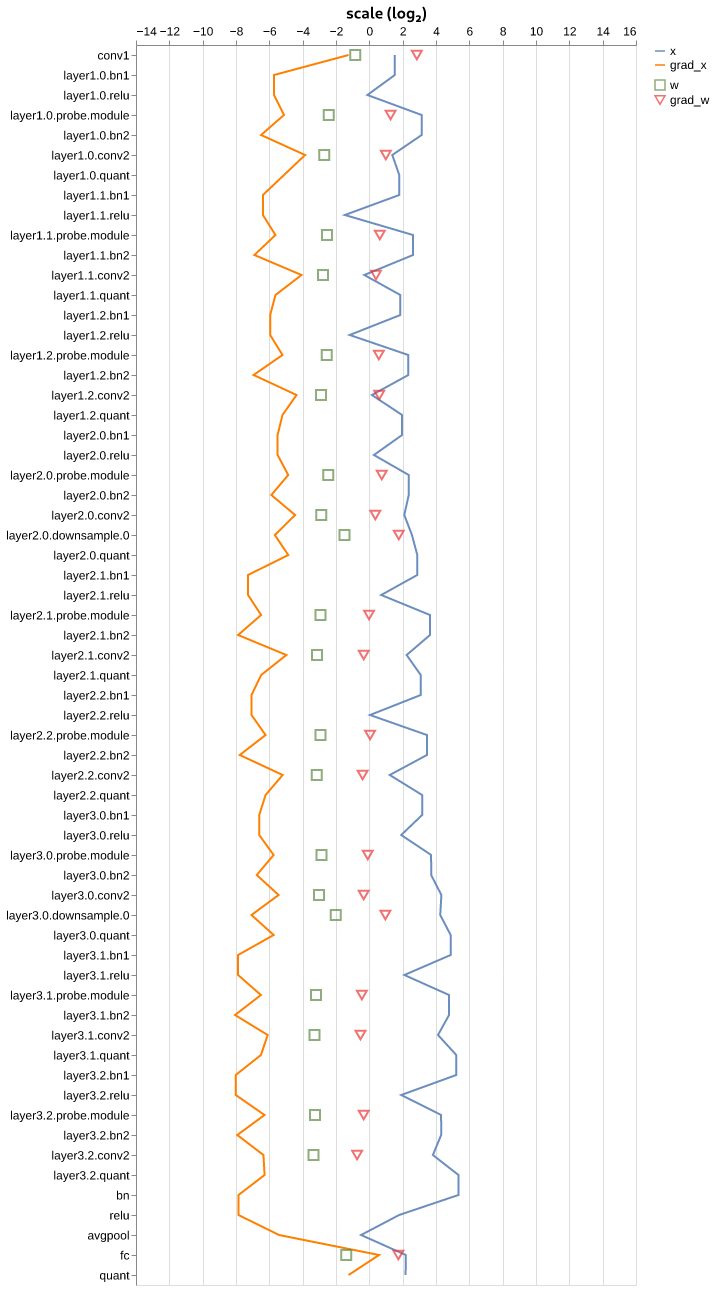 scale (log₂)
−14 −12 −10 −8 −6 −4 −2 0 2 4 6 8 10 12 14 16
x
grad_x
w
grad_w
conv1
layer1.0.bn1
layer1.0.relu
layer1.0.probe.module
layer1.0.bn2
layer1.0.conv2
layer1.0.quant
layer1.1.bn1
layer1.1.relu
layer1.1.probe.module
layer1.1.bn2
layer1.1.conv2
layer1.1.quant
layer1.2.bn1
layer1.2.relu
layer1.2.probe.module
layer1.2.bn2
layer1.2.conv2
layer1.2.quant
layer2.0.bn1
layer2.0.relu
layer2.0.probe.module
layer2.0.bn2
layer2.0.conv2
layer2.0.downsample.0
layer2.0.quant
layer2.1.bn1
layer2.1.relu
layer2.1.probe.module
layer2.1.bn2
layer2.1.conv2
layer2.1.quant
layer2.2.bn1
layer2.2.relu
layer2.2.probe.module
layer2.2.bn2
layer2.2.conv2
layer2.2.quant
layer3.0.bn1
layer3.0.relu
layer3.0.probe.module
layer3.0.bn2
layer3.0.conv2
layer3.0.downsample.0
layer3.0.quant
layer3.1.bn1
layer3.1.relu
layer3.1.probe.module
layer3.1.bn2
layer3.1.conv2
layer3.1.quant
layer3.2.bn1
layer3.2.relu
layer3.2.probe.module
layer3.2.bn2
layer3.2.conv2
layer3.2.quant
bn
relu
avgpool
fc
quant